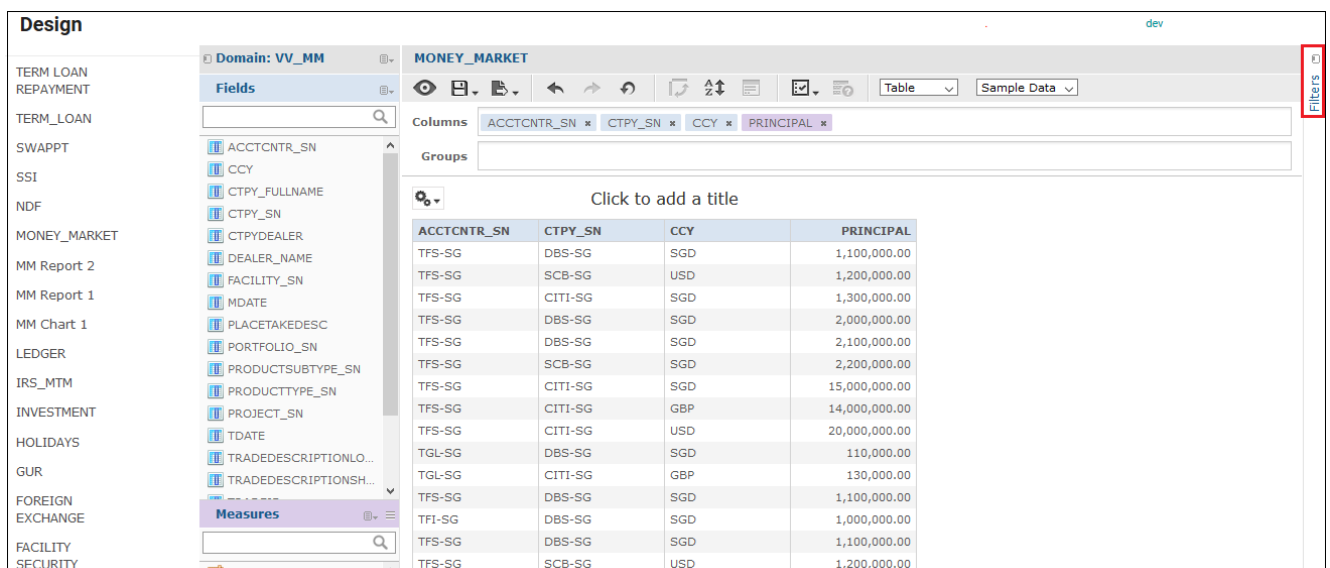 Design
dev
TERM LOAN
REPAYMENT
TERM_LOAN
SWAPPT
SSI
NDF
MONEY_MARKET
MM Report 2
MM Report 1
MM Chart 1
LEDGER
IRS_MTM
INVESTMENT
HOLIDAYS
GUR
FOREIGN
EXCHANGE
FACILITY
SECURITY
Domain: VV_MM
Fields
ACCTCNTR_SN
CCY
CTPY_FULLNAME
CTPY_SN
CTPYDEALER
DEALER_NAME
FACILITY_SN
MDATE
PLACETAKEDESC
PORTFOLIO_SN
PRODUCTSUBTYPE_SN
PRODUCTTYPE_SN
PROJECT_SN
TDATE
TRADEDESCRIPTIONLO...
TRADEDESCRIPTIONSH...
Measures
MONEY_MARKET
Table Sample Data
Columns ACCTCNTR_SN × CTPY_SN × CCY × PRINCIPAL ×
Groups
Click to add a title
ACCTCNTR_SN CTPY_SN CCY PRINCIPAL
TFS-SG DBS-SG SGD 1,100,000.00
TFS-SG SCB-SG USD 1,200,000.00
TFS-SG CITI-SG SGD 1,300,000.00
TFS-SG DBS-SG SGD 2,000,000.00
TFS-SG DBS-SG SGD 2,100,000.00
TFS-SG SCB-SG SGD 2,200,000.00
TFS-SG CITI-SG SGD 15,000,000.00
TFS-SG CITI-SG GBP 14,000,000.00
TFS-SG CITI-SG USD 20,000,000.00
TGL-SG DBS-SG SGD 110,000.00
TGL-SG CITI-SG GBP 130,000.00
TFS-SG DBS-SG SGD 1,100,000.00
TFI-SG DBS-SG SGD 1,000,000.00
TFS-SG DBS-SG SGD 1,100,000.00
TFS-SG SCB-SG USD 1,200,000.00
Filters